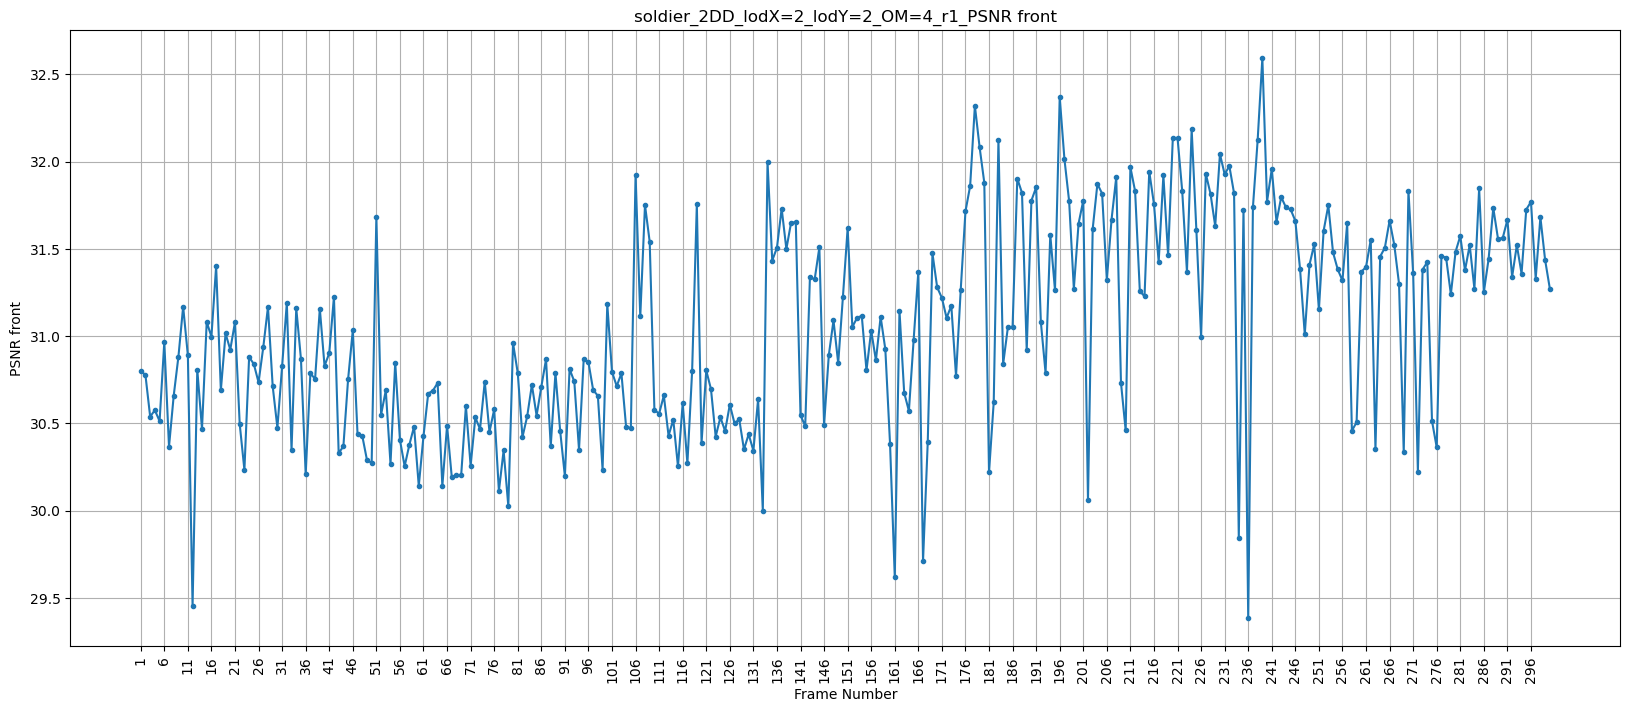 soldier_2DD_lodX=2_lodY=2_OM=4_r1_PSNR front
32.5
32.0
31.5
31.0
30.5
30.0
29.5
PSNR front
1 6 11 16 21 26 31 36 41 46 51 56 61 66 71 76 81 86 91 96 101 106 111 116 121 126 131 136 141 146 151 156 161 166 171 176 181 186 191 196 201 206 211 216 221 226 231 236 241 246 251 256 261 266 271 276 281 286 291 296
Frame Number